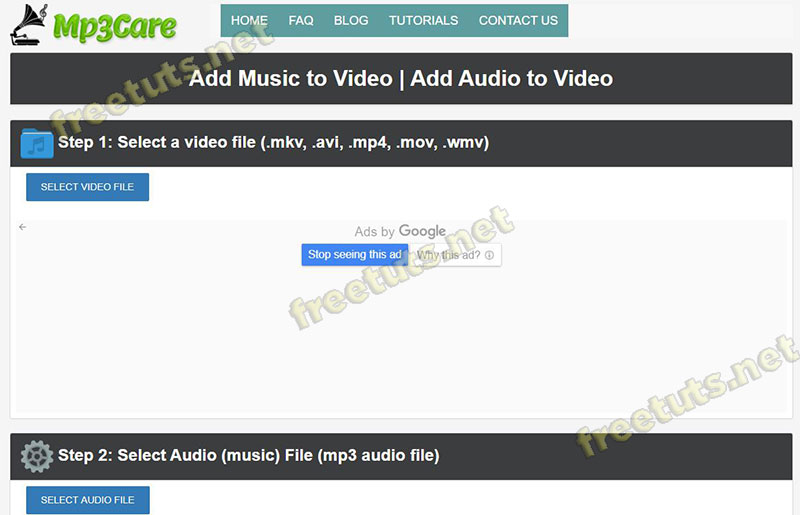 Mp3Care
HOME FAQ BLOG TUTORIALS CONTACT US
Add Music to Video | Add Audio to Video
freetuts.net
Step 1: Select a video file (.mkv, .avi, .mp4, .mov, .wmv)
SELECT VIDEO FILE
Ads by Google
Stop seeing this ad Why this ad?
freetuts.net
freetuts.net
Step 2: Select Audio (music) File (mp3 audio file)
SELECT AUDIO FILE